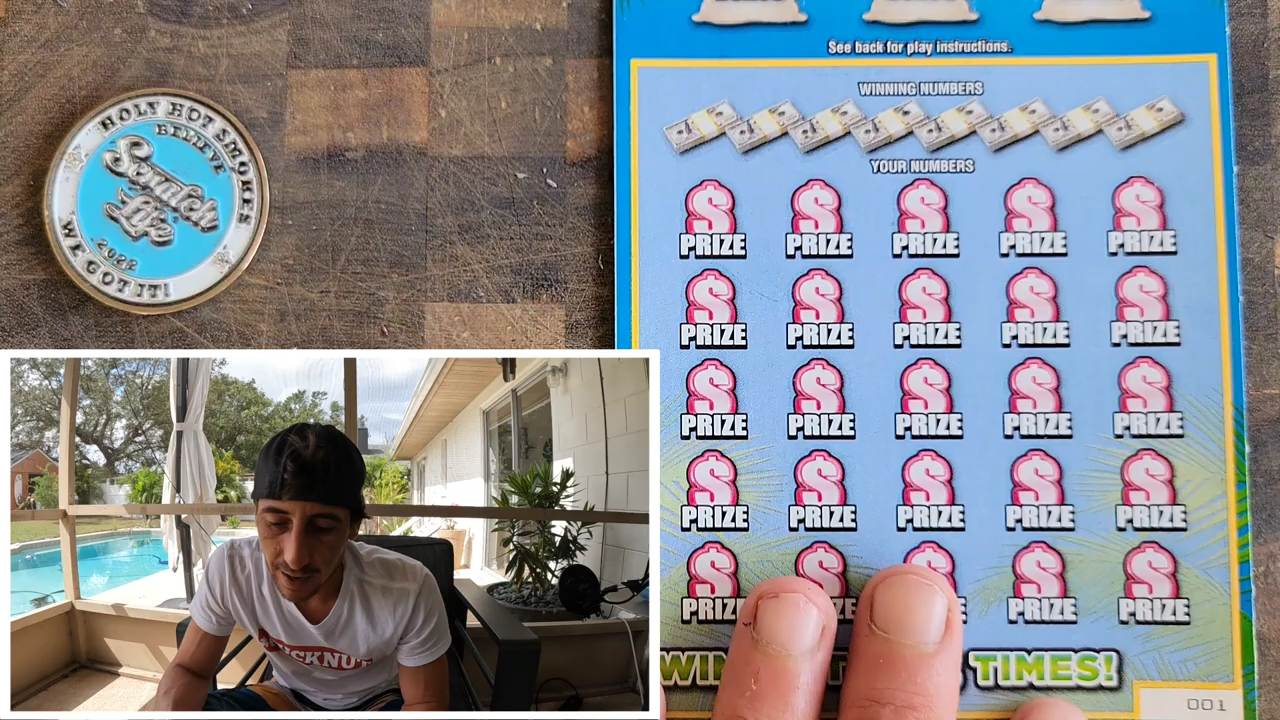 See back for play instructions.
WINNING NUMBERS
YOUR NUMBERS
PRIZE PRIZE PRIZE PRIZE PRIZE
PRIZE PRIZE PRIZE PRIZE PRIZE
PRIZE PRIZE PRIZE PRIZE PRIZE
PRIZE PRIZE PRIZE PRIZE PRIZE
PRIZE PRIZE PRIZE
TIMES!
001
HOLY HOT SMOKES
BELIEVE
Scratch
Life
2022
WE GOT IT!